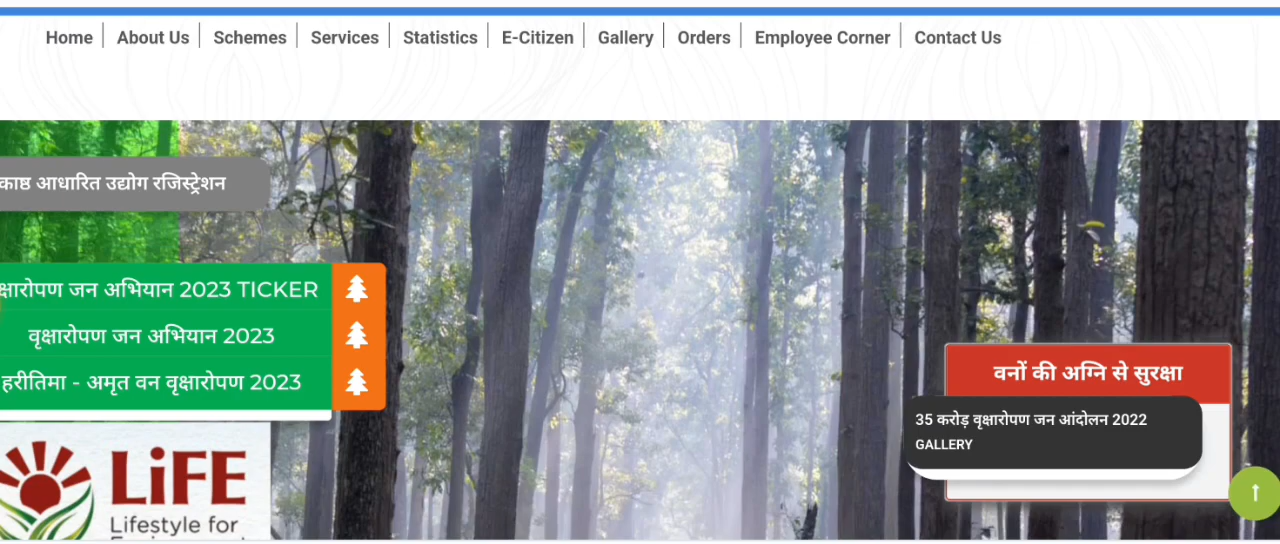 Home
About Us
Schemes
Services
Statistics
E-Citizen
Gallery
Orders
Employee Corner
Contact Us
काष्ठ आधारित उद्योग रजिस्ट्रेशन
जन अभियान 2023 TICKER
वृक्षारोपण जन अभियान 2023
हरीतिमा - अमृत वन वृक्षारोपण 2023
वनों की अग्नि से सुरक्षा
35 करोड़ वृक्षारोपण जन आंदोलन 2022
GALLERY
LiFE
Lifestyle for